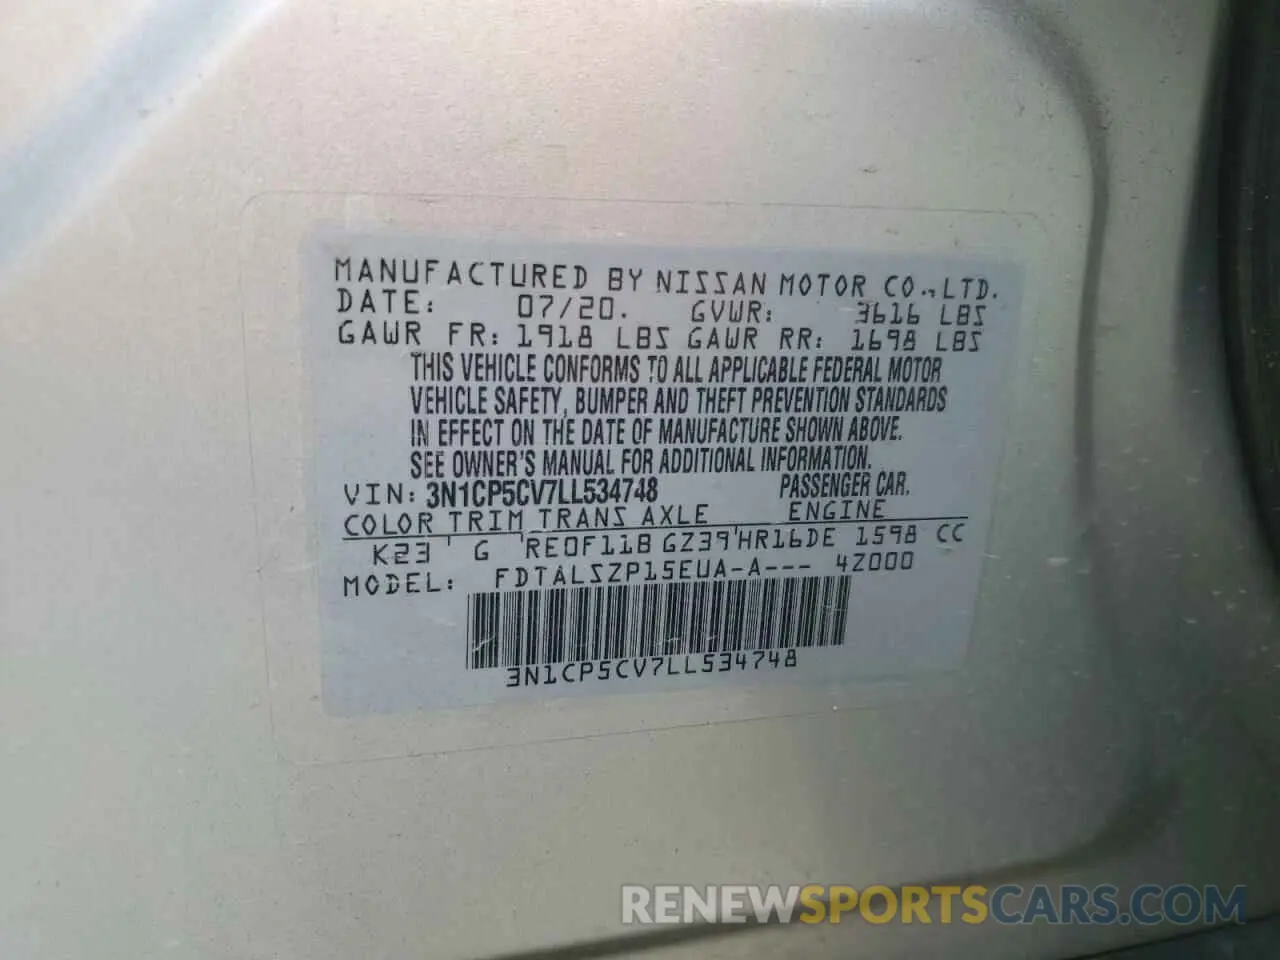 MANUFACTURED BY NISSAN MOTOR CO.,LTD.
DATE: 07/20. GVWR: 3616 LBS
GAWR FR: 1918 LBS GAWR RR: 1698 LBS
THIS VEHICLE CONFORMS TO ALL APPLICABLE FEDERAL MOTOR
VEHICLE SAFETY, BUMPER AND THEFT PREVENTION STANDARDS
IN EFFECT ON THE DATE OF MANUFACTURE SHOWN ABOVE.
SEE OWNER'S MANUAL FOR ADDITIONAL INFORMATION.
VIN: 3N1CP5CV7LL534748 PASSENGER CAR.
COLOR TRIM TRANS AXLE ENGINE
K23 ' G 'RE0F11B GZ39'HR16DE 1598 CC
MODEL: FDTALSZP15EUA-A--- 42000
3N1CP5CV7LL534748
RENEWSPORTSCARS.COM